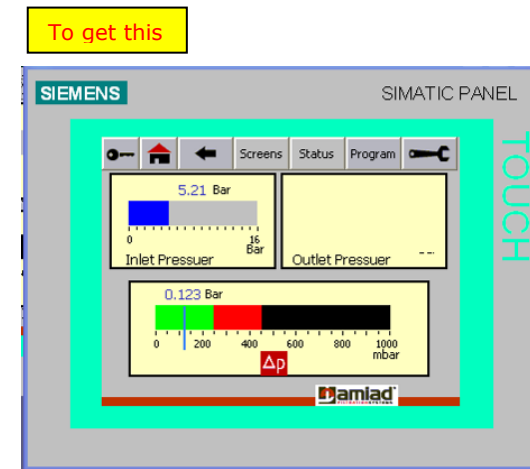 To get this
SIEMENS
SIMATIC PANEL
TOUCH
Screens Status Program
5.21 Bar
0 16
Bar
Inlet Pressuer
Outlet Pressuer --
0.123 Bar
0 200 400 600 800 1000
mbar
Δp
amiad